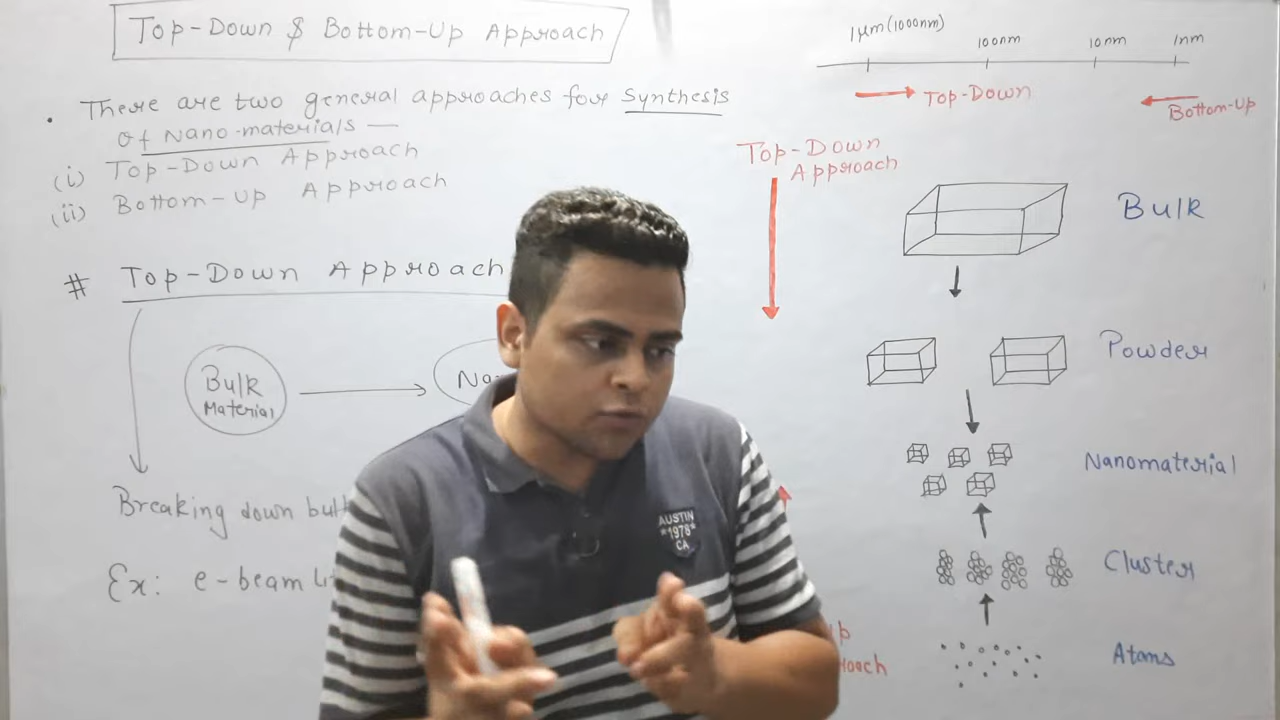 Top-Down & Bottom-Up Approach
• There are two general approaches for Synthesis
of Nano-materials —
(i) Top-Down Approach
(ii) Bottom-Up Approach
# Top-Down Approach
Bulk
Material
Breaking down
Ex: e-beam
1μm (1000nm)
100nm
10nm
1nm
Top-Down
Bottom-Up
Top-Down
Approach
Bulk
Powder
Nanomaterial
Cluster
Atoms
AUSTIN
*1978*
CA